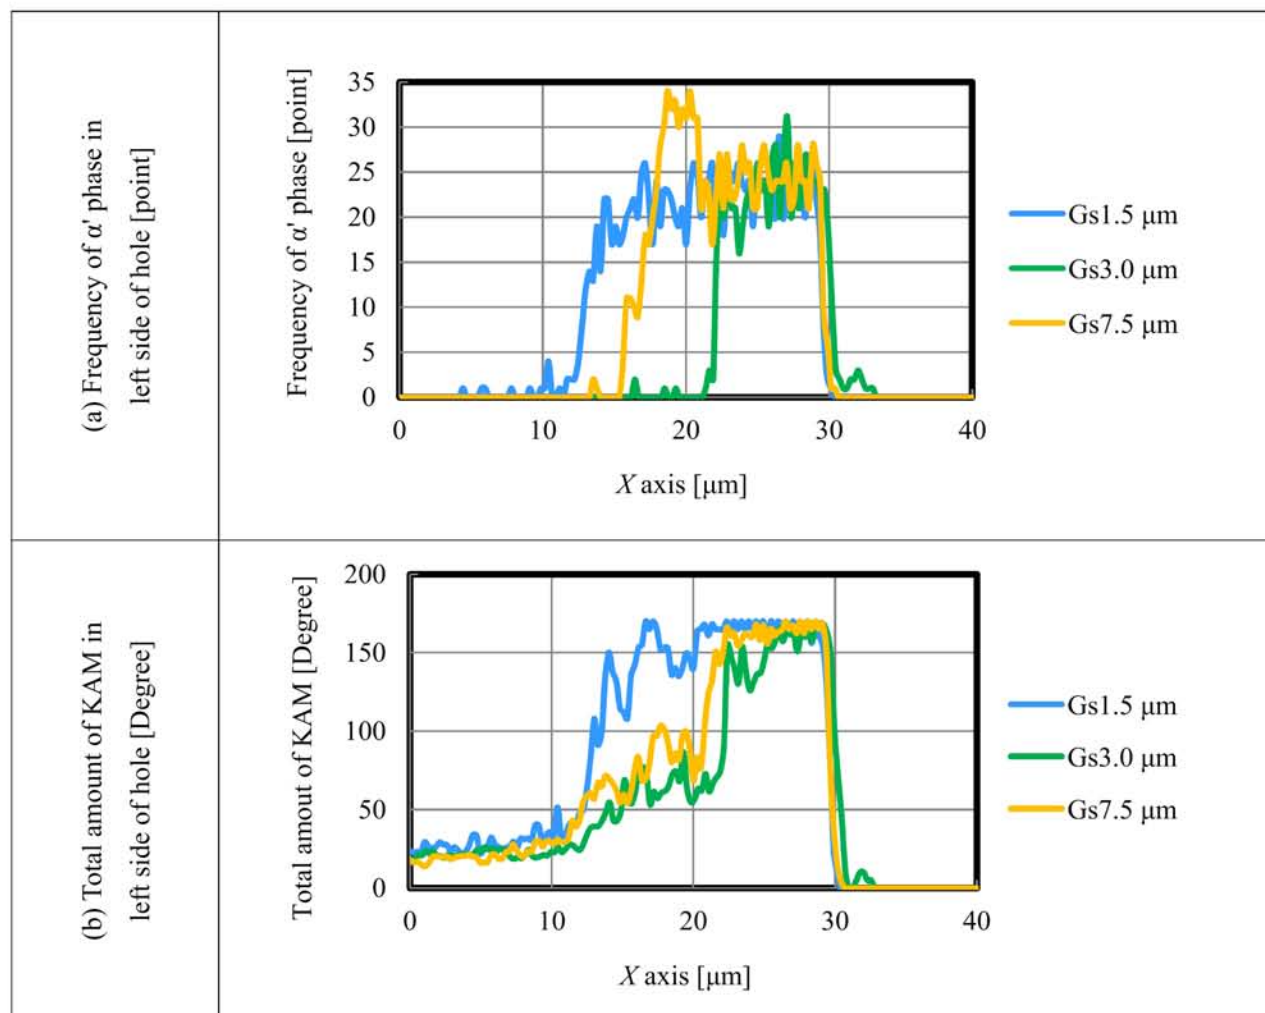 (a) Frequency of α' phase in
left side of hole [point]
Frequency of α' phase [point]
35
30
25
20
15
10
5
0
0 10 20 30 40
X axis [μm]
Gs1.5 μm
Gs3.0 μm
Gs7.5 μm
(b) Total amount of KAM in
left side of hole [Degree]
Total amout of KAM [Degree]
200
150
100
50
0
0 10 20 30 40
X axis [μm]
Gs1.5 μm
Gs3.0 μm
Gs7.5 μm